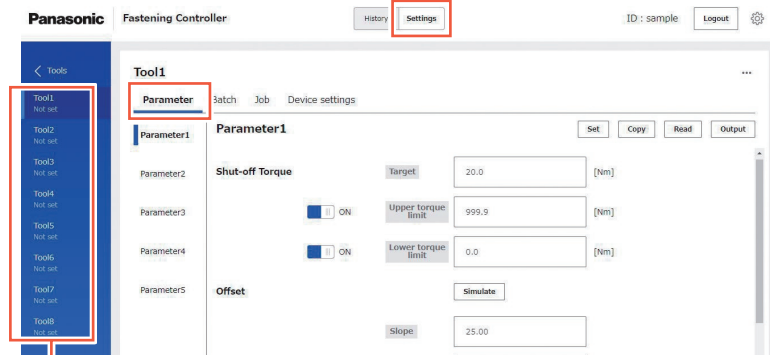 Panasonic Fastening Controller History Settings ID : sample Logout
Tools
Tool1
Not set
Tool2
Not set
Tool3
Not set
Tool4
Not set
Tool5
Not set
Tool6
Not set
Tool7
Not set
Tool8
Not set
Tool1 ...
Parameter Batch Job Device settings
Parameter1
Parameter2
Parameter3
Parameter4
Parameter5
Parameter1 Set Copy Read Output
Shut-off Torque Target 20.0 [Nm]
ON Upper torque
limit 999.9 [Nm]
ON Lower torque
limit 0.0 [Nm]
Offset Simulate
Slope 25.00